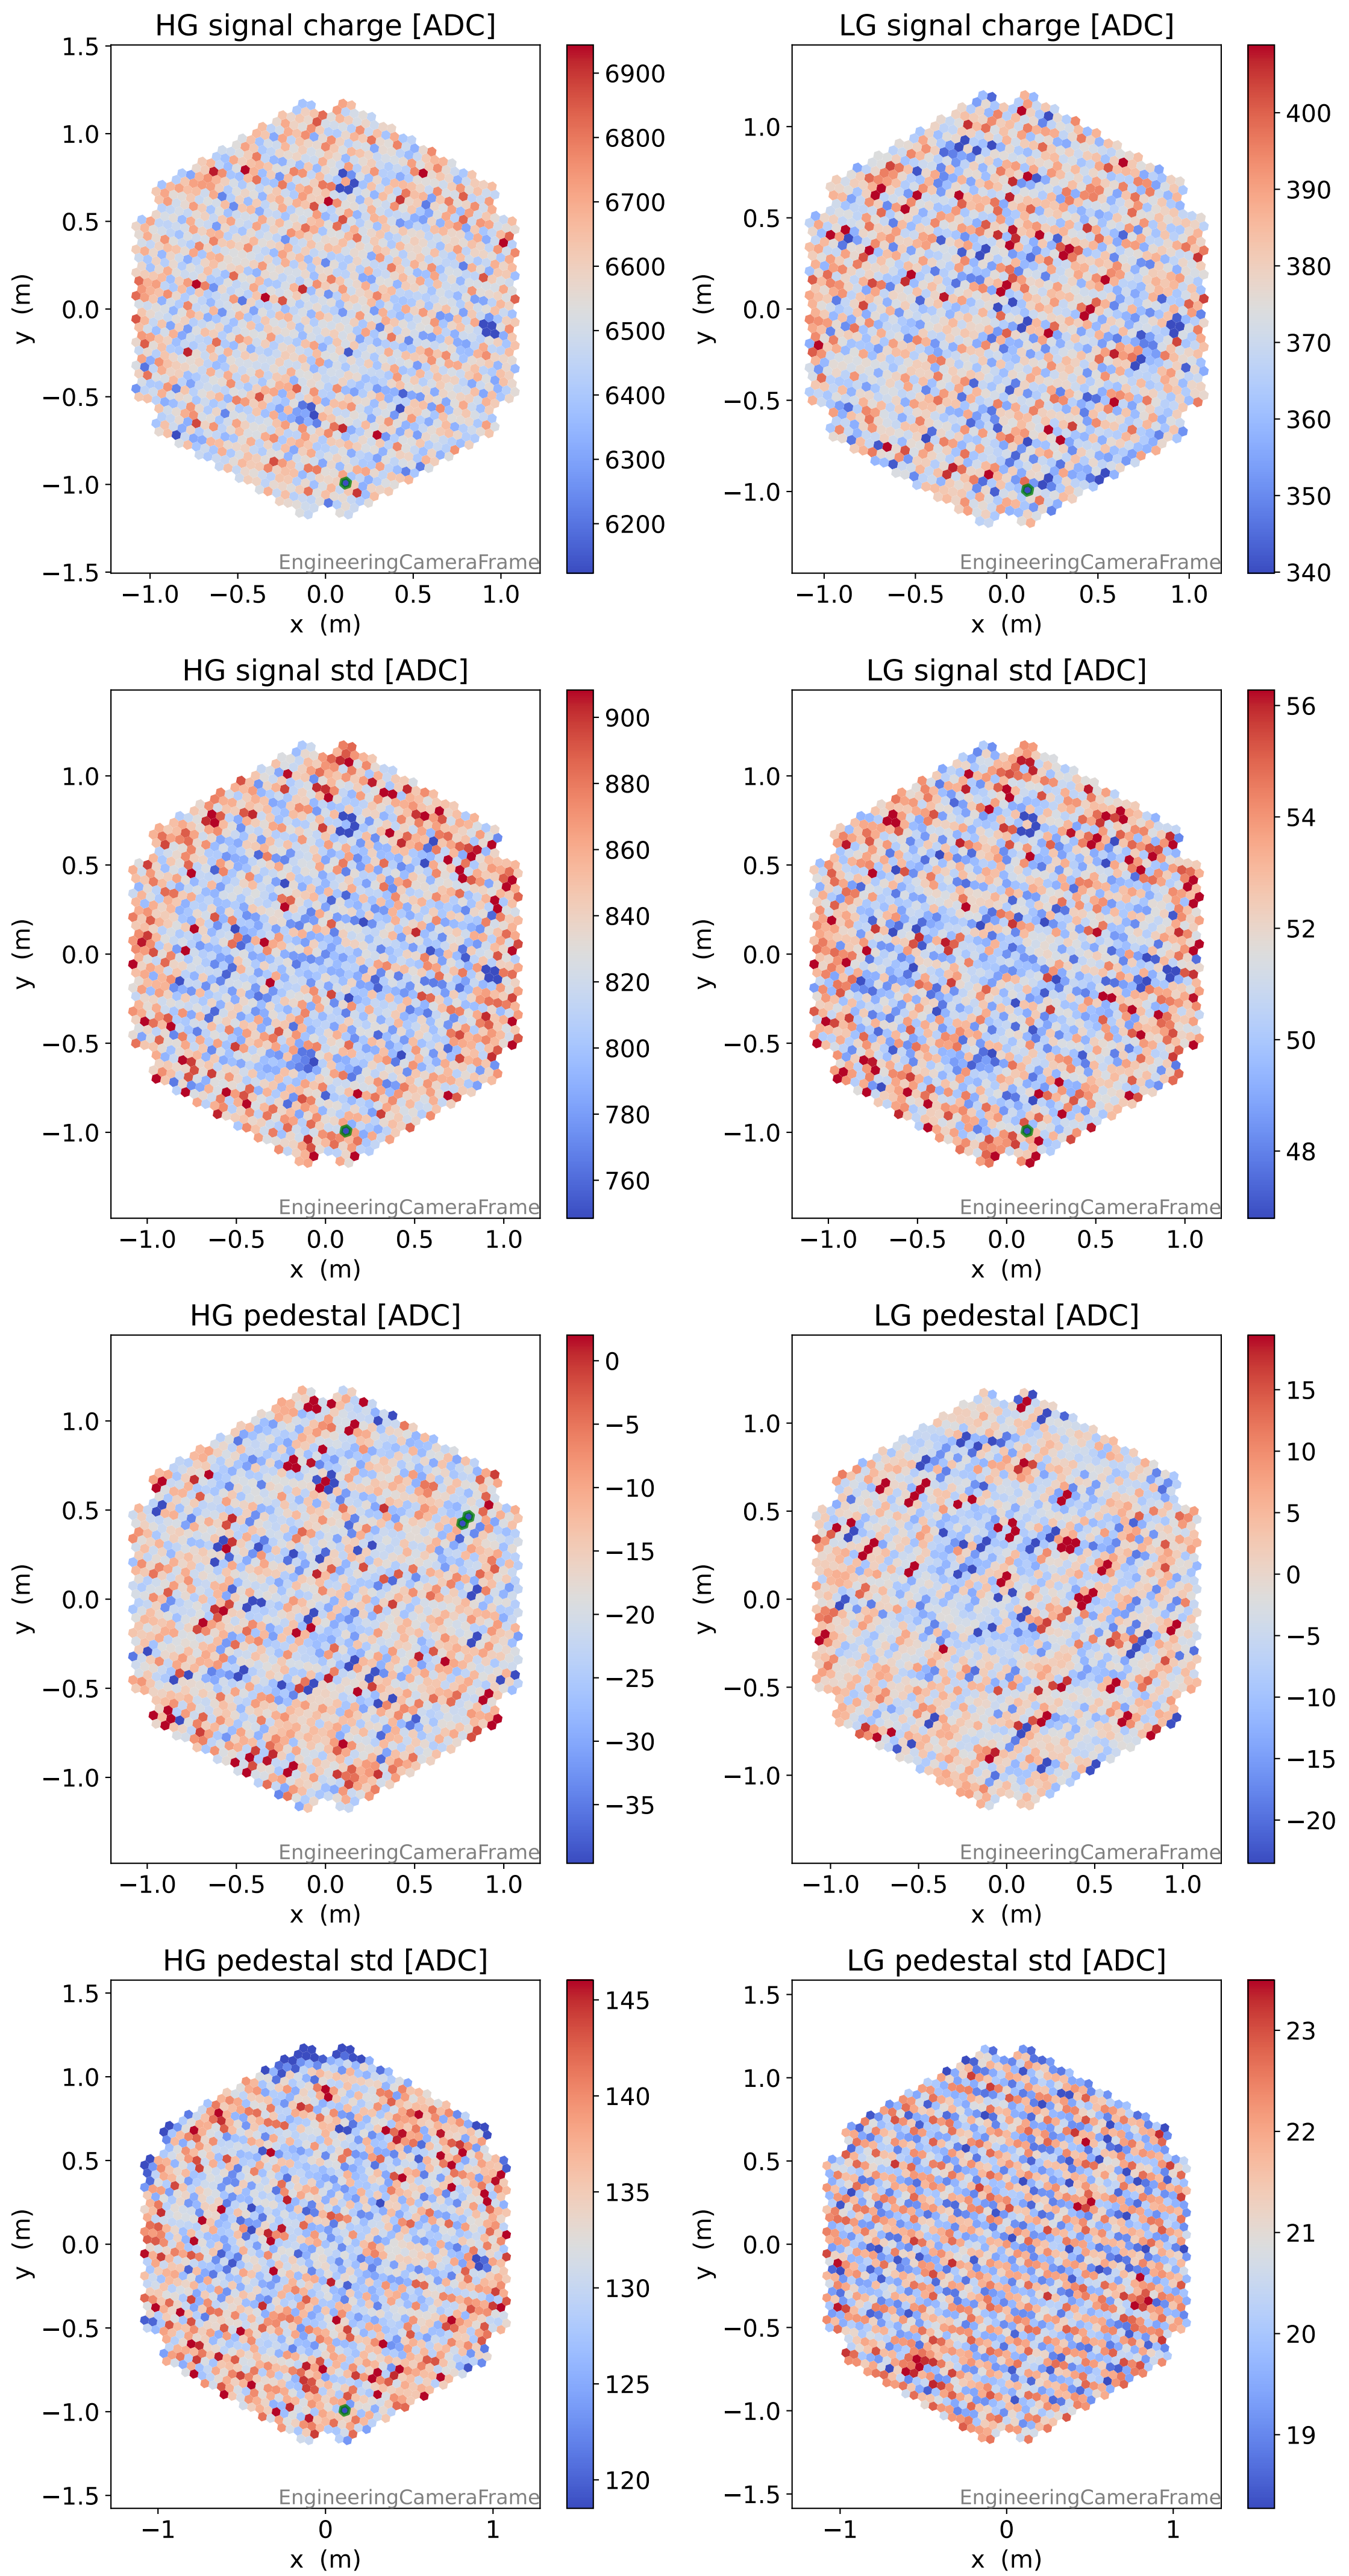 HG signal charge [ADC]
1.5
1.0
0.5
0.0
−0.5
−1.0
−1.5
y (m)
−1.0 −0.5 0.0 0.5 1.0
x (m)
EngineeringCameraFrame
6900
6800
6700
6600
6500
6400
6300
6200
LG signal charge [ADC]
1.0
0.5
0.0
−0.5
−1.0
y (m)
−1.0 −0.5 0.0 0.5 1.0
x (m)
EngineeringCameraFrame
400
390
380
370
360
350
340
HG signal std [ADC]
1.0
0.5
0.0
−0.5
−1.0
y (m)
−1.0 −0.5 0.0 0.5 1.0
x (m)
EngineeringCameraFrame
900
880
860
840
820
800
780
760
LG signal std [ADC]
1.0
0.5
0.0
−0.5
−1.0
y (m)
−1.0 −0.5 0.0 0.5 1.0
x (m)
EngineeringCameraFrame
56
54
52
50
48
HG pedestal [ADC]
1.0
0.5
0.0
−0.5
−1.0
y (m)
−1.0 −0.5 0.0 0.5 1.0
x (m)
EngineeringCameraFrame
0
−5
−10
−15
−20
−25
−30
−35
LG pedestal [ADC]
1.0
0.5
0.0
−0.5
−1.0
y (m)
−1.0 −0.5 0.0 0.5 1.0
x (m)
EngineeringCameraFrame
15
10
5
0
−5
−10
−15
−20
HG pedestal std [ADC]
1.5
1.0
0.5
0.0
−0.5
−1.0
−1.5
y (m)
−1 0 1
x (m)
EngineeringCameraFrame
145
140
135
130
125
120
LG pedestal std [ADC]
1.5
1.0
0.5
0.0
−0.5
−1.0
−1.5
y (m)
−1 0 1
x (m)
EngineeringCameraFrame
23
22
21
20
19